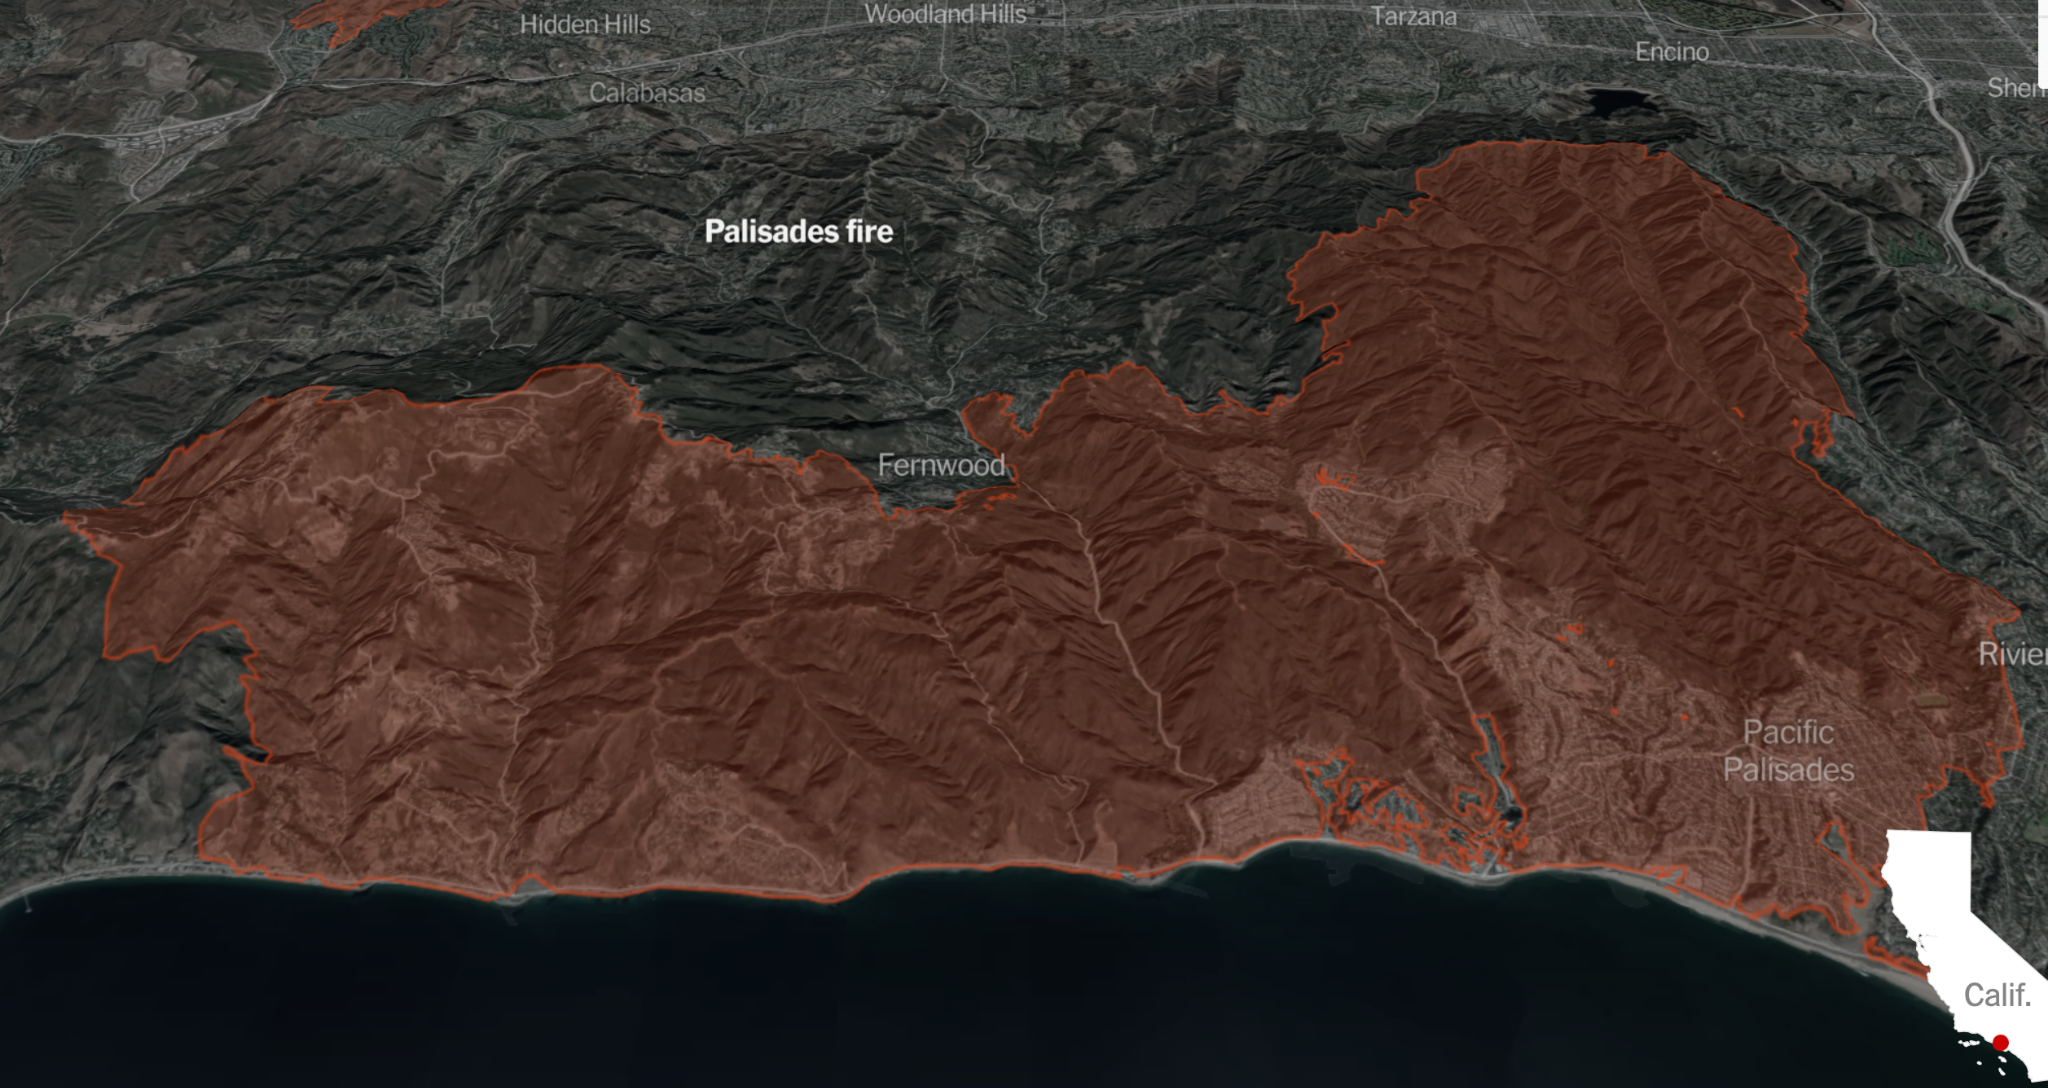 Hidden Hills
Woodland Hills
Tarzana
Encino
Calabasas
Palisades fire
Fernwood
Pacific
Palisades
Calif.